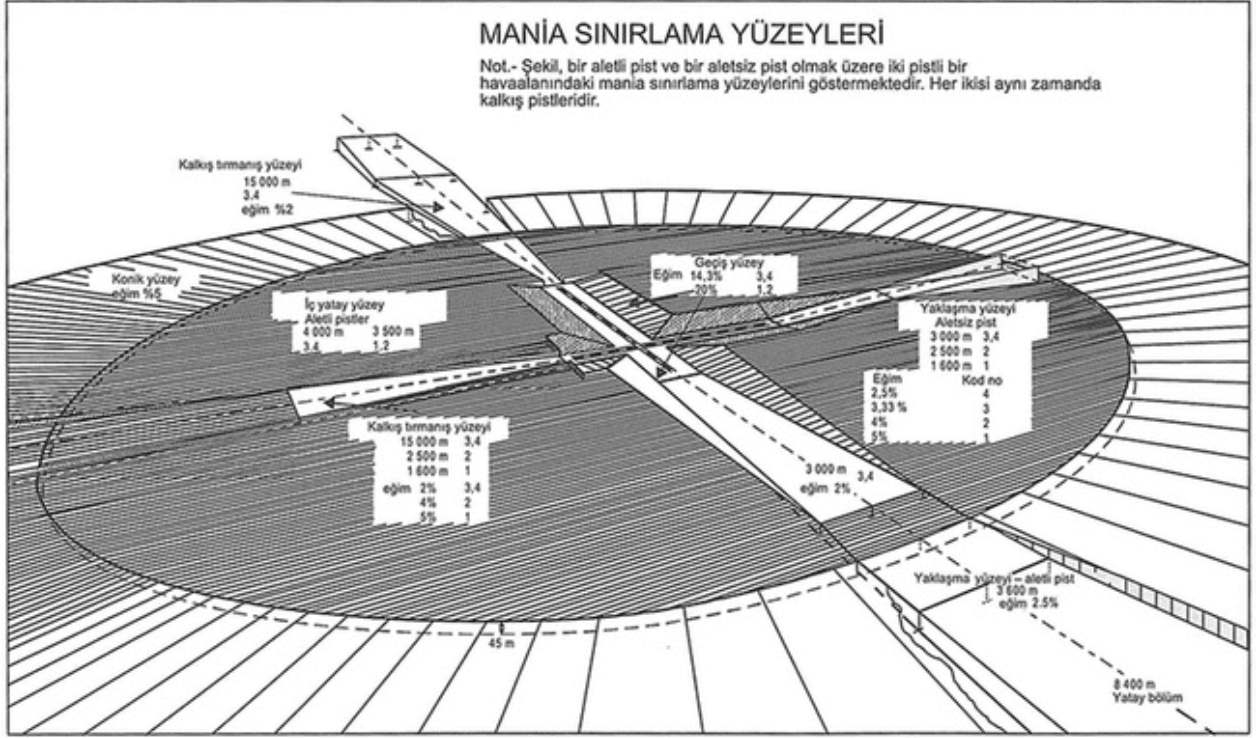 MANİA SINIRLAMA YÜZEYLERİ
Not.- Şekil, bir aletli pist ve bir aletsiz pist olmak üzere iki pistli bir
havaalanındaki mania sınırlama yüzeylerini göstermektedir. Her ikisi aynı zamanda
kalkış pistleridir.
Kalkış tırmanış yüzeyi
15 000 m
3.4
eğim %2
Konik yüzey
eğim %5
İç yatay yüzey
Aletli pistler
4 000 m 3 500 m
3.4 1.2
Geçiş yüzey
Eğim 14,3% 3,4
20% 1.2
Yaklaşma yüzeyi
Aletsiz pist
3 000 m 3,4
2 500 m 2
1 600 m 1
Eğim Kod no
2,5% 4
3,33 % 3
4% 2
5% 1
Kalkış tırmanış yüzeyi
15 000 m 3,4
2 500 m 2
1 600 m 1
eğim 2% 3,4
4% 2
5% 1
3 000 m 3,4
eğim 2%
Yaklaşma yüzeyi – aletli pist
3 600 m
eğim 2.5%
45 m
8 400 m
Yatay bölüm